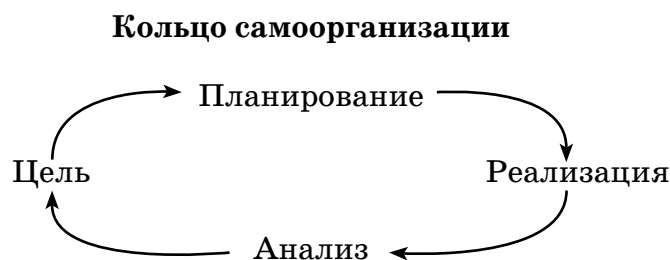 Кольцо самоорганизации
Планирование
Цель
Реализация
Анализ